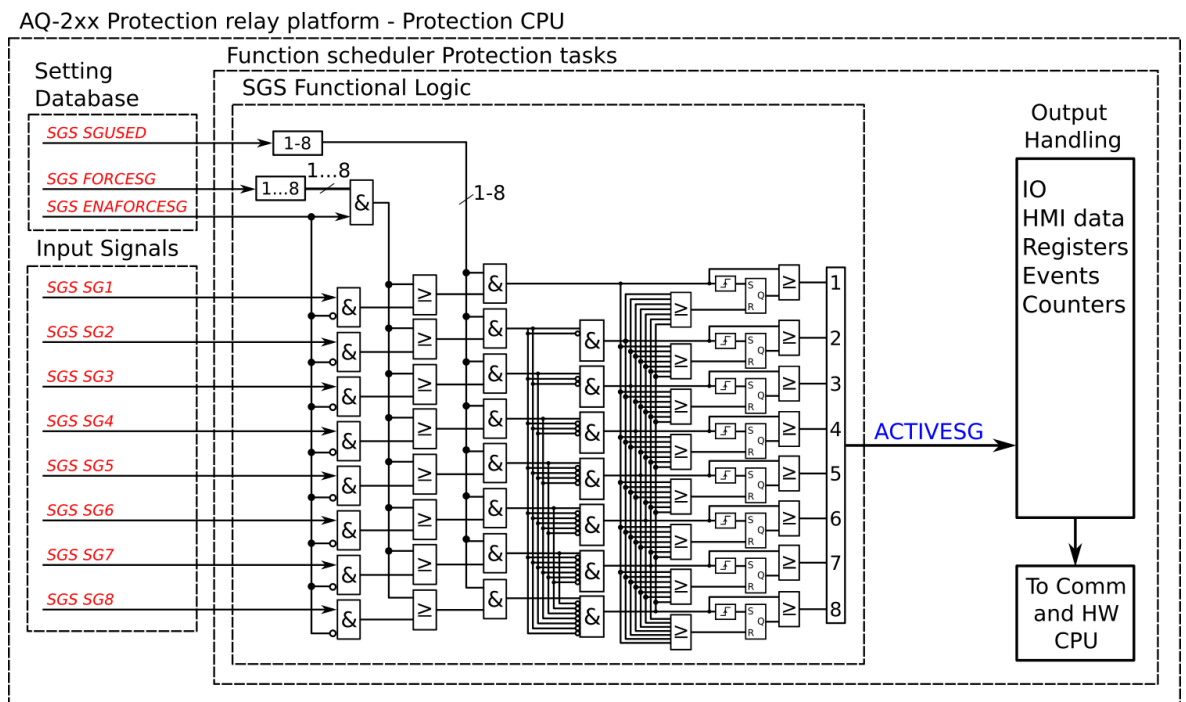 AQ-2xx Protection relay platform - Protection CPU
Function scheduler Protection tasks
Setting
Database
SGS Functional Logic
Output
Handling
SGS SGUSED
1-8
SGS FORCESG
1...8
1...8
&
1-8
SGS ENAFORCESG
IO
HMI data
Registers
Events
Counters
Input Signals
SGS SG1
& ≥ & ≥ S Q R ≥ 1
SGS SG2
& ≥ & & ≥ S Q R ≥ 2
SGS SG3
& ≥ & & ≥ S Q R ≥ 3
SGS SG4
& ≥ & & ≥ S Q R ≥ 4
ACTIVESG
SGS SG5
& ≥ & & ≥ S Q R ≥ 5
SGS SG6
& ≥ & & ≥ S Q R ≥ 6
SGS SG7
& ≥ & & ≥ S Q R ≥ 7
SGS SG8
& ≥ & & ≥ S Q R ≥ 8
To Comm
and HW
CPU